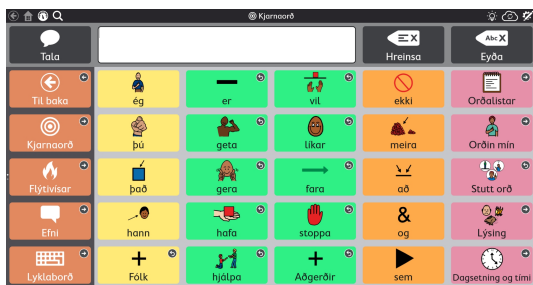 Kjarnaorð
Tala
Hreinsa
Abc X
Eyða
Til baka
ég
er
vil
ekki
Orðalistar
Kjarnaorð
þú
geta
líkar
meira
Orðin mín
Flýtivísar
það
gera
fara
að
Stutt orð
Efni
hann
hafa
stoppa
&
og
Lýsing
Lyklaborð
Fólk
hjálpa
Aðgerðir
sem
Dagsetning og tími